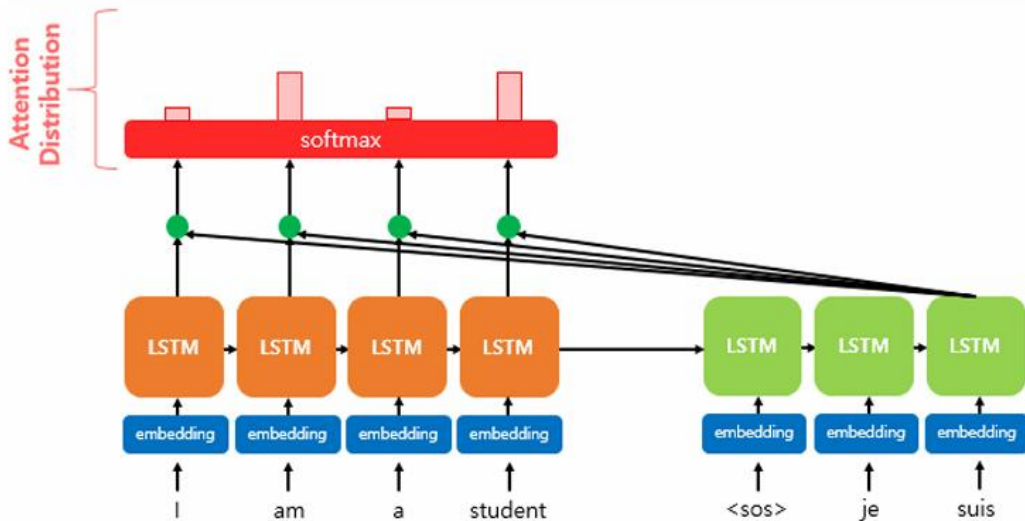 Attention
Distribution
softmax
LSTM LSTM LSTM LSTM LSTM LSTM LSTM
embedding embedding embedding embedding embedding embedding embedding
I am a student <sos> je suis